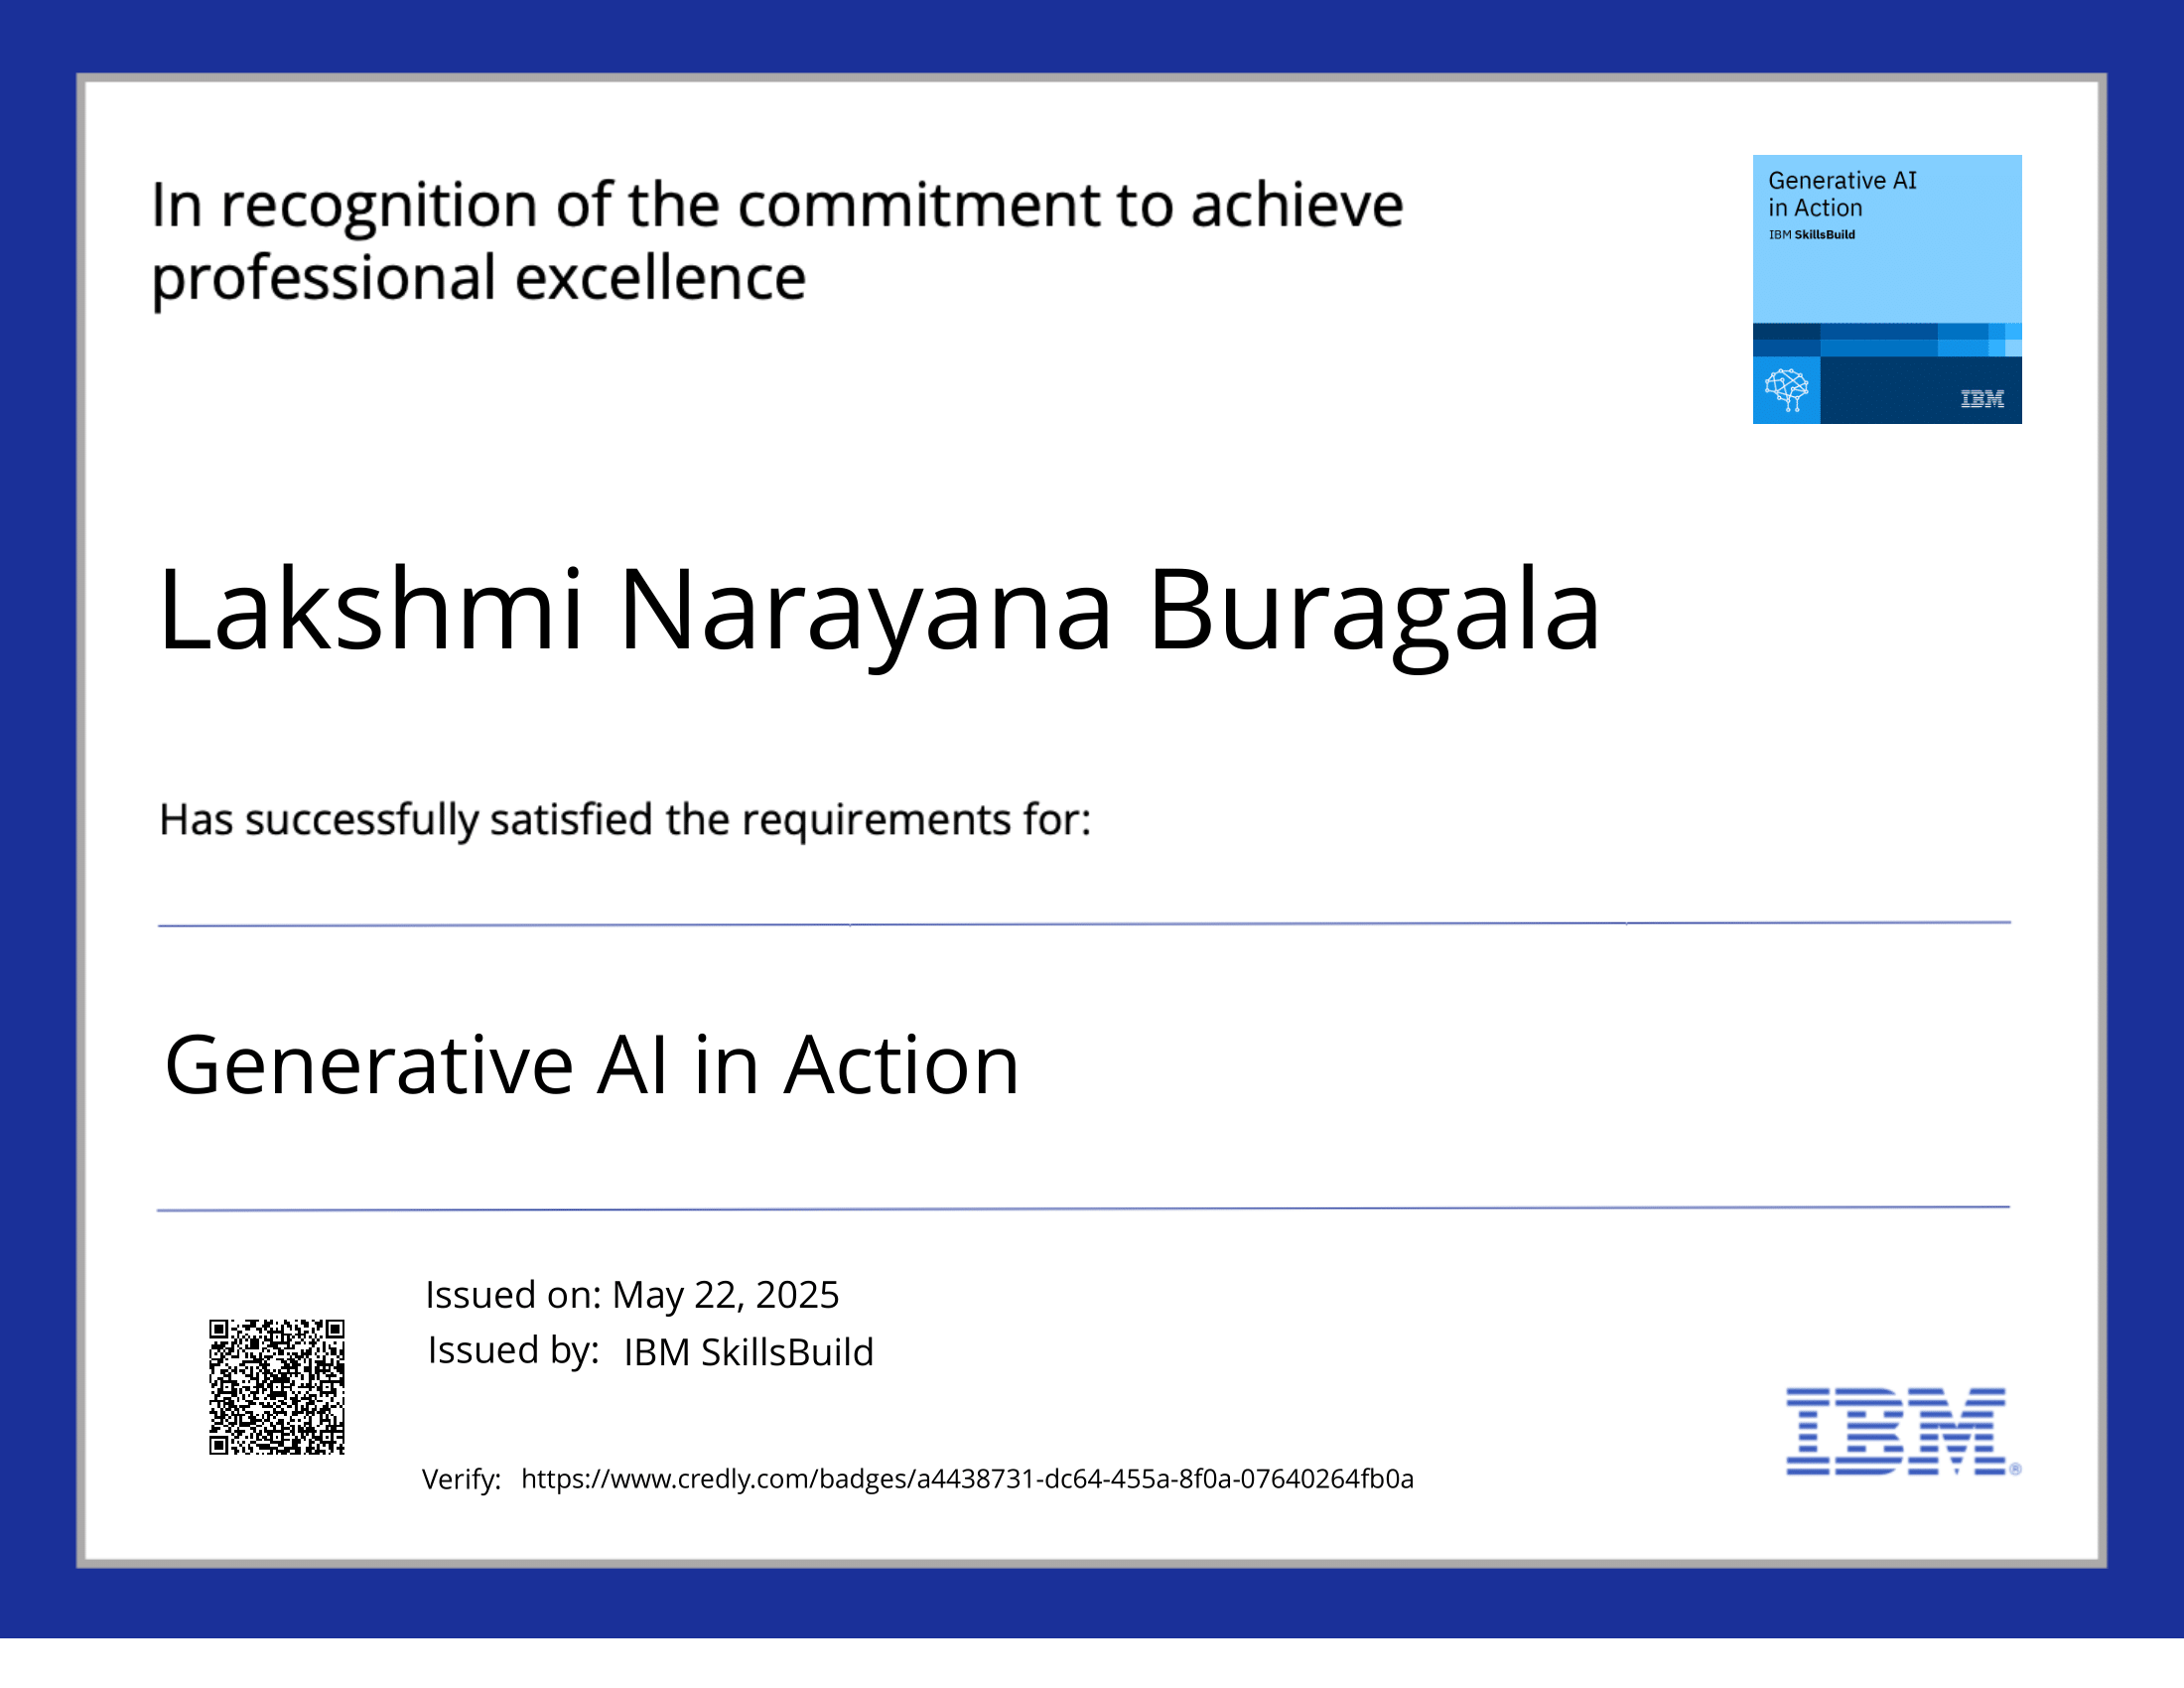 In recognition of the commitment to achieve
professional excellence
Generative AI
in Action
IBM SkillsBuild
IBM
Lakshmi Narayana Buragala
Has successfully satisfied the requirements for:
Generative AI in Action
Issued on: May 22, 2025
Issued by: IBM SkillsBuild
Verify: https://www.credly.com/badges/a4438731-dc64-455a-8f0a-07640264fb0a
IBM®